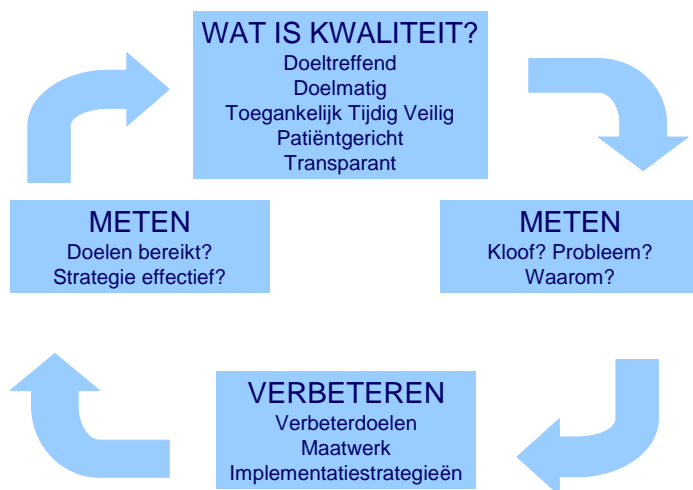 WAT IS KWALITEIT?
Doeltreffend
Doelmatig
Toegankelijk Tijdig Veilig
Patiëntgericht
Transparant
METEN
Doelen bereikt?
Strategie effectief?
METEN
Kloof? Probleem?
Waarom?
VERBETEREN
Verbeterdoelen
Maatwerk
Implementatiestrategieën